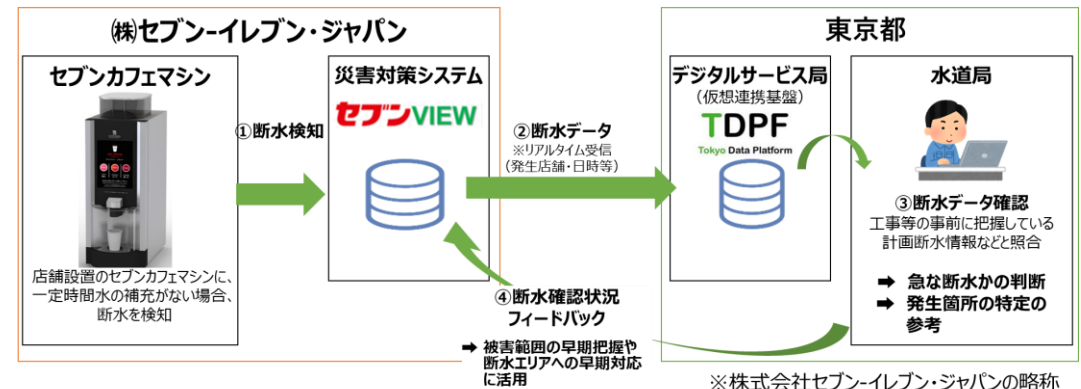 ㈱セブン‐イレブン・ジャパン
東京都
セブンカフェマシン
災害対策システム
デジタルサービス局
(仮想連携基盤)
水道局
セブンVIEW
TDPF
Tokyo Data Platform
①断水検知
②断水データ
※リアルタイム受信
(発生店舗・日時等)
店舗設置のセブンカフェマシンに、
一定時間水の補充がない場合、
断水を検知
③断水データ確認
工事等の事前に把握している
計画断水情報などと照合
➡ 急な断水かの判断
➡ 発生箇所の特定の
参考
④断水確認状況
フィードバック
➡ 被害範囲の早期把握や
断水エリアへの早期対応
に活用
※株式会社セブン‐イレブン・ジャパンの略称